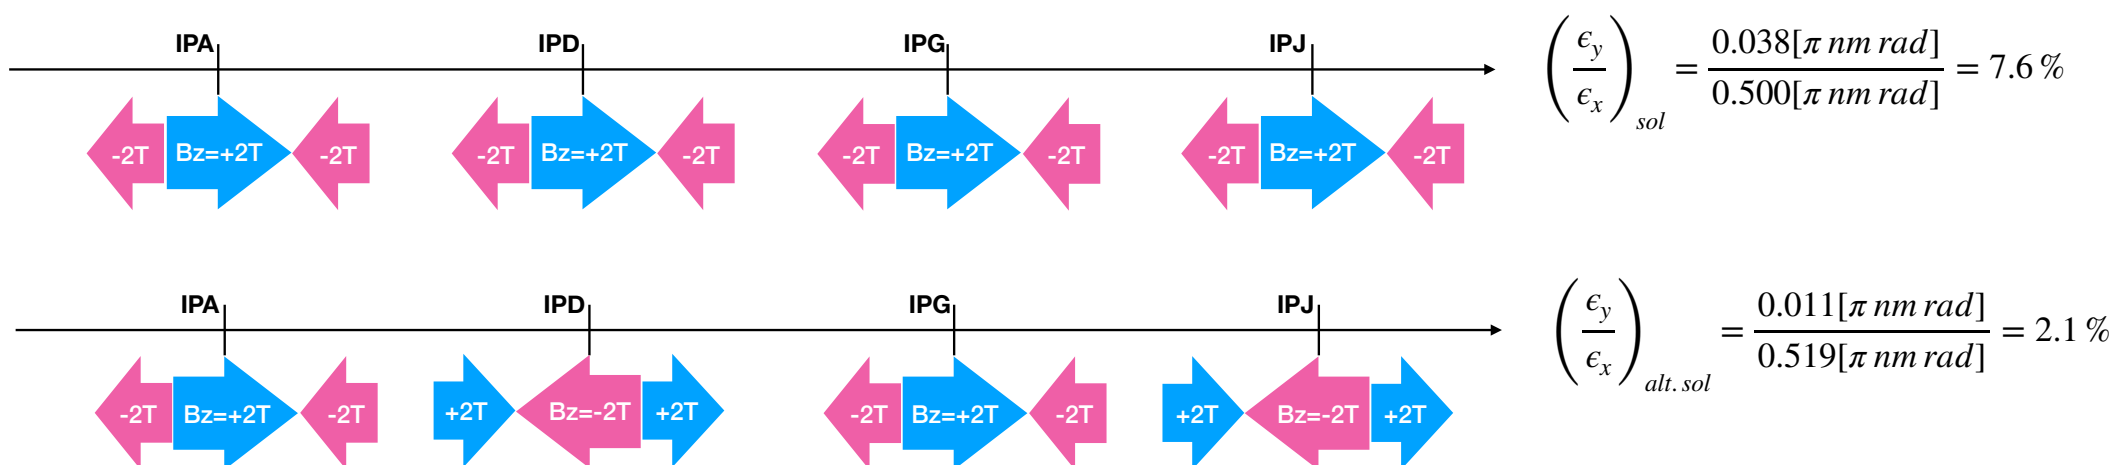 IPA IPD IPG IPJ
-2T Bz=+2T -2T -2T Bz=+2T -2T -2T Bz=+2T -2T -2T Bz=+2T -2T
(ϵy/ϵx)sol = 0.038[π nm rad]/0.500[π nm rad] = 7.6 %
IPA IPD IPG IPJ
-2T Bz=+2T -2T +2T Bz=-2T +2T -2T Bz=+2T -2T +2T Bz=-2T +2T
(ϵy/ϵx)alt. sol = 0.011[π nm rad]/0.519[π nm rad] = 2.1 %